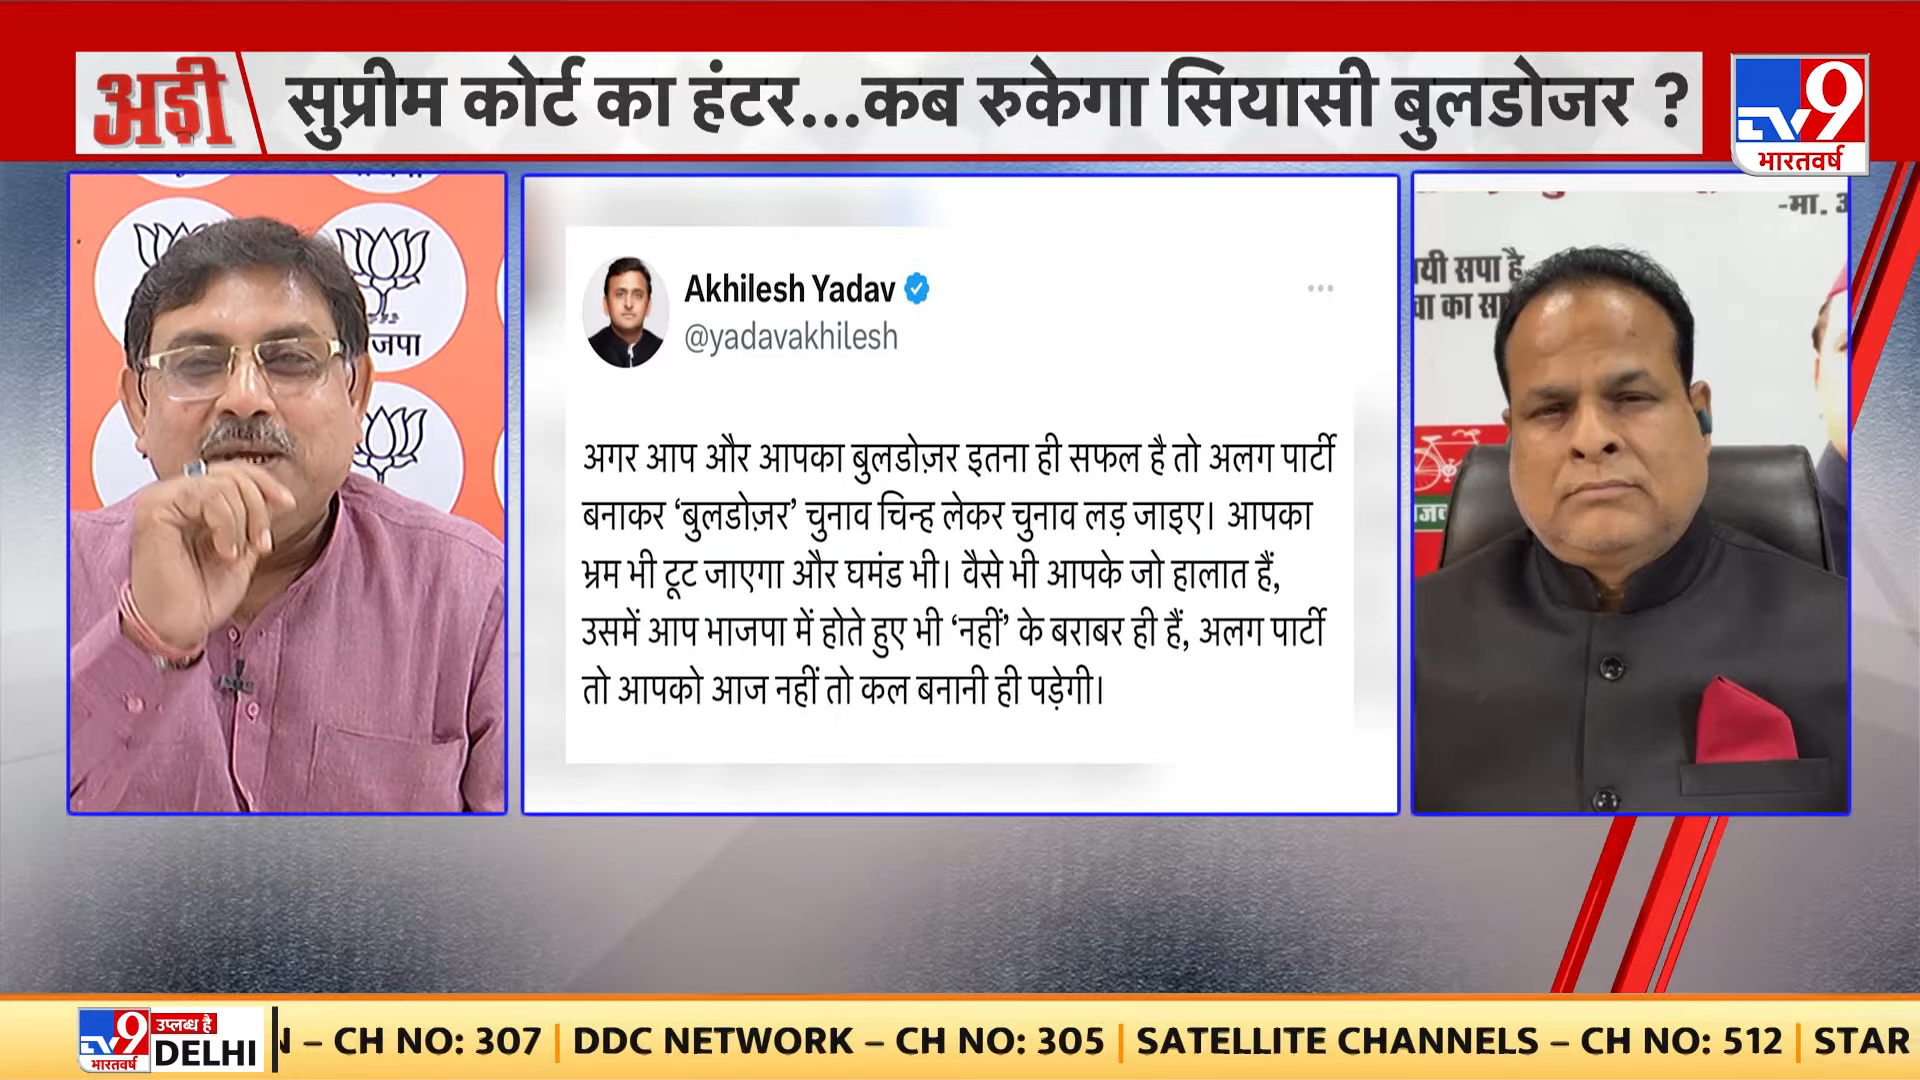 अड़ी
सुप्रीम कोर्ट का हंटर...कब रुकेगा सियासी बुलडोजर ?
TV9
भारतवर्ष
Akhilesh Yadav
@yadavakhilesh
अगर आप और आपका बुलडोज़र इतना ही सफल है तो अलग पार्टी
बनाकर ‘बुलडोज़र’ चुनाव चिन्ह लेकर चुनाव लड़ जाइए। आपका
भ्रम भी टूट जाएगा और घमंड भी। वैसे भी आपके जो हालात हैं,
उसमें आप भाजपा में होते हुए भी ‘नहीं’ के बराबर ही हैं, अलग पार्टी
तो आपको आज नहीं तो कल बनानी ही पड़ेगी।
-मा.
सपा है
का
TV9
भारतवर्ष
उपलब्ध है
DELHI
– CH NO: 307 | DDC NETWORK – CH NO: 305 | SATELLITE CHANNELS – CH NO: 512 | STAR